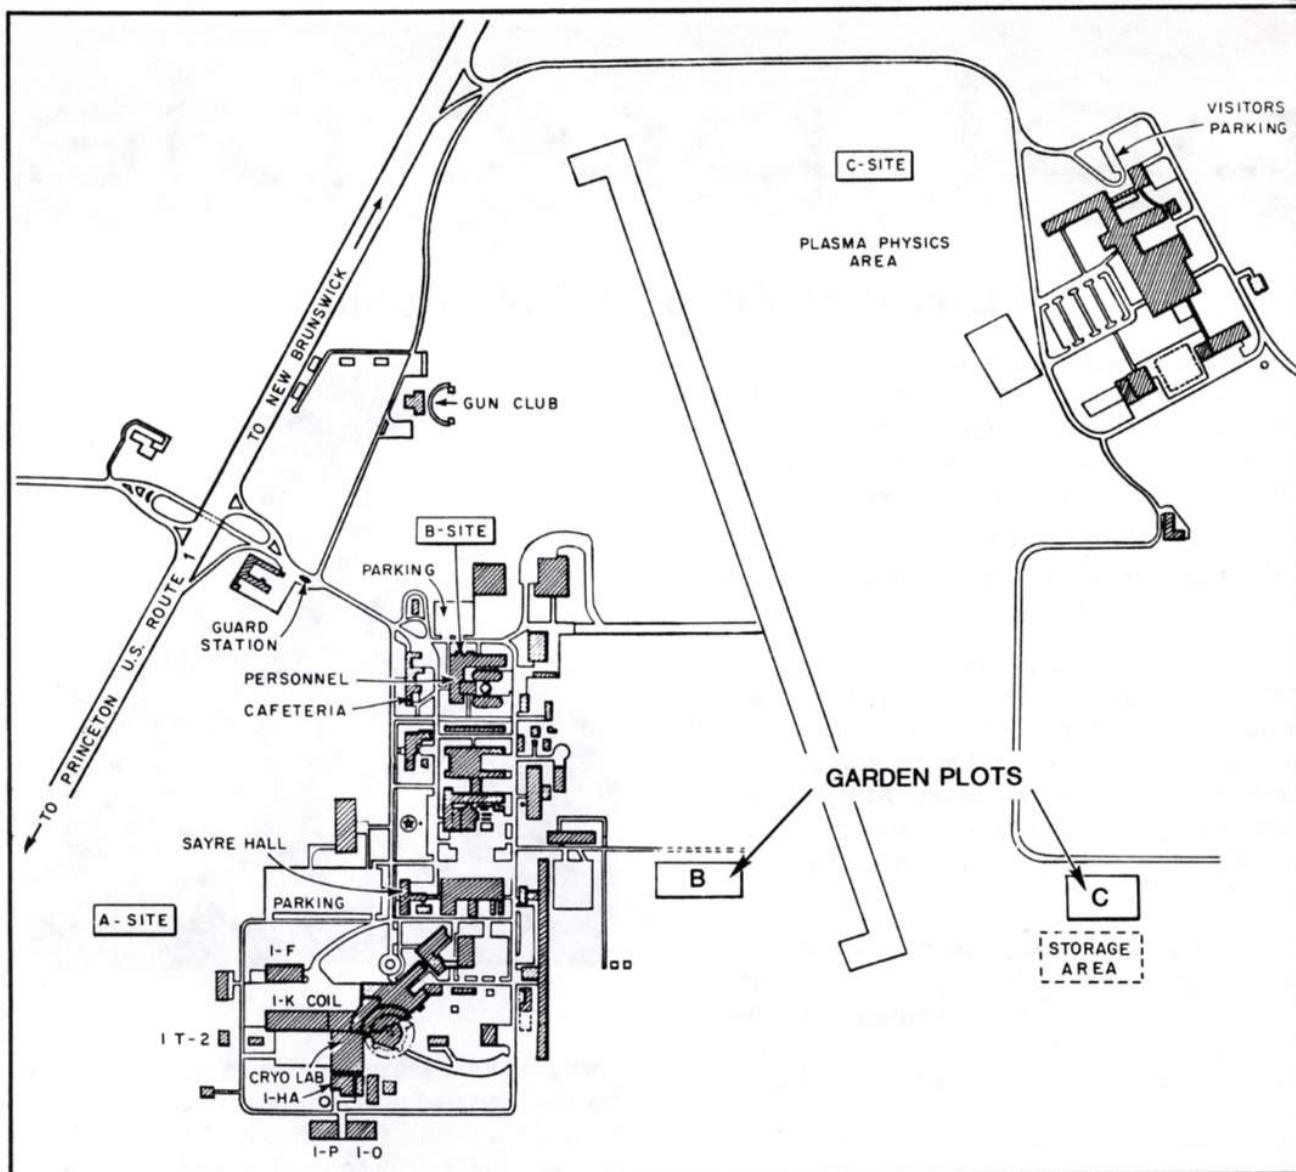 VISITORS
PARKING
C-SITE
PLASMA PHYSICS
AREA
TO NEW BRUNSWICK
GUN CLUB
B-SITE
PARKING
TO PRINCETON U.S. ROUTE 1
GUARD
STATION
PERSONNEL
CAFETERIA
GARDEN PLOTS
SAYRE HALL
B
C
PARKING
A-SITE
STORAGE
AREA
I-F
I-K COIL
I T-2
CRYO LAB
I-HA
I-P I-O